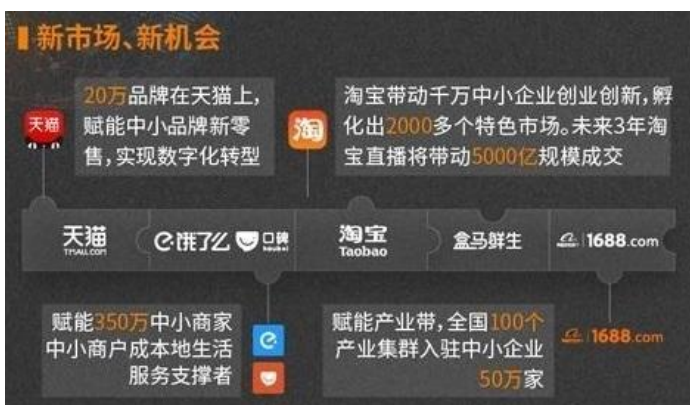 新市场、新机会
20万品牌在天猫上，
赋能中小品牌新零
售，实现数字化转型
天猫
淘
淘宝带动千万中小企业创业创新，孵
化出2000多个特色市场。未来3年淘
宝直播将带动5000亿规模成交
天猫
TMALL.COM
饿了么
口碑
koubei
淘宝
Taobao
盒马鲜生
1688.com
赋能350万中小商家
中小商户成本地生活
服务支撑者
赋能产业带，全国100个
产业集群入驻中小企业
50万家
1688.com